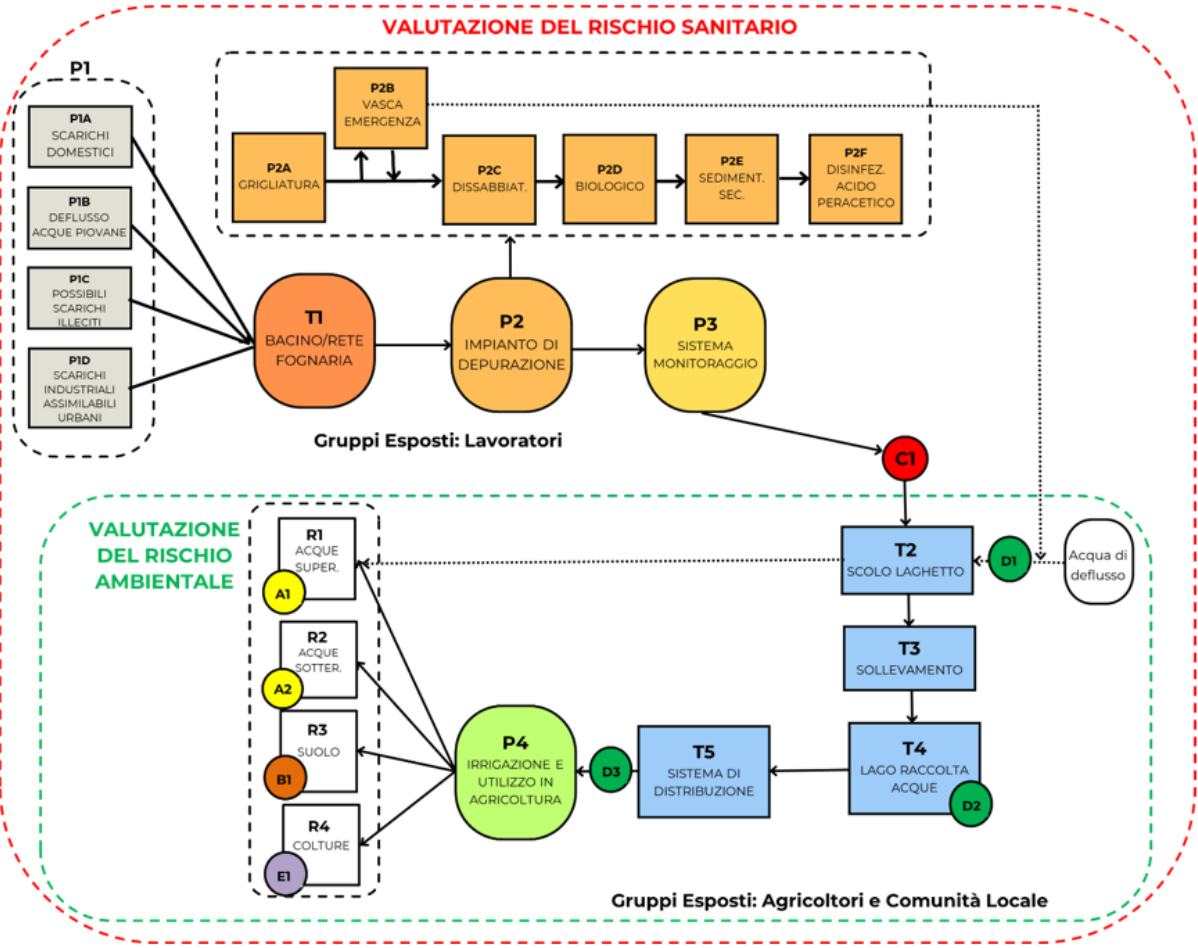 VALUTAZIONE DEL RISCHIO SANITARIO
P1
P1A
SCARICHI
DOMESTICI
P1B
DEFLUSSO
ACQUE PIOVANE
P1C
POSSIBILI
SCARICHI
ILLECITI
P1D
SCARICHI
INDUSTRIALI
ASSIMILABILI
URBANI
P2A
GRIGLIATURA
P2B
VASCA
EMERGENZA
P2C
DISSABBIAT.
P2D
BIOLOGICO
P2E
SEDIMENT.
SEC.
P2F
DISINFEZ.
ACIDO
PERACETICO
T1
BACINO/RETE
FOGNARIA
P2
IMPIANTO DI
DEPURAZIONE
P3
SISTEMA
MONITORAGGIO
Gruppi Esposti: Lavoratori
C1
VALUTAZIONE
DEL RISCHIO
AMBIENTALE
R1
ACQUE
SUPER.
A1
R2
ACQUE
SOTTER.
A2
R3
SUOLO
B1
R4
COLTURE
E1
T2
SCOLO LAGHETTO
D1
Acqua di
deflusso
T3
SOLLEVAMENTO
T4
LAGO RACCOLTA
ACQUE
D2
T5
SISTEMA DI
DISTRIBUZIONE
D3
P4
IRRIGAZIONE E
UTILIZZO IN
AGRICOLTURA
Gruppi Esposti: Agricoltori e Comunità Locale